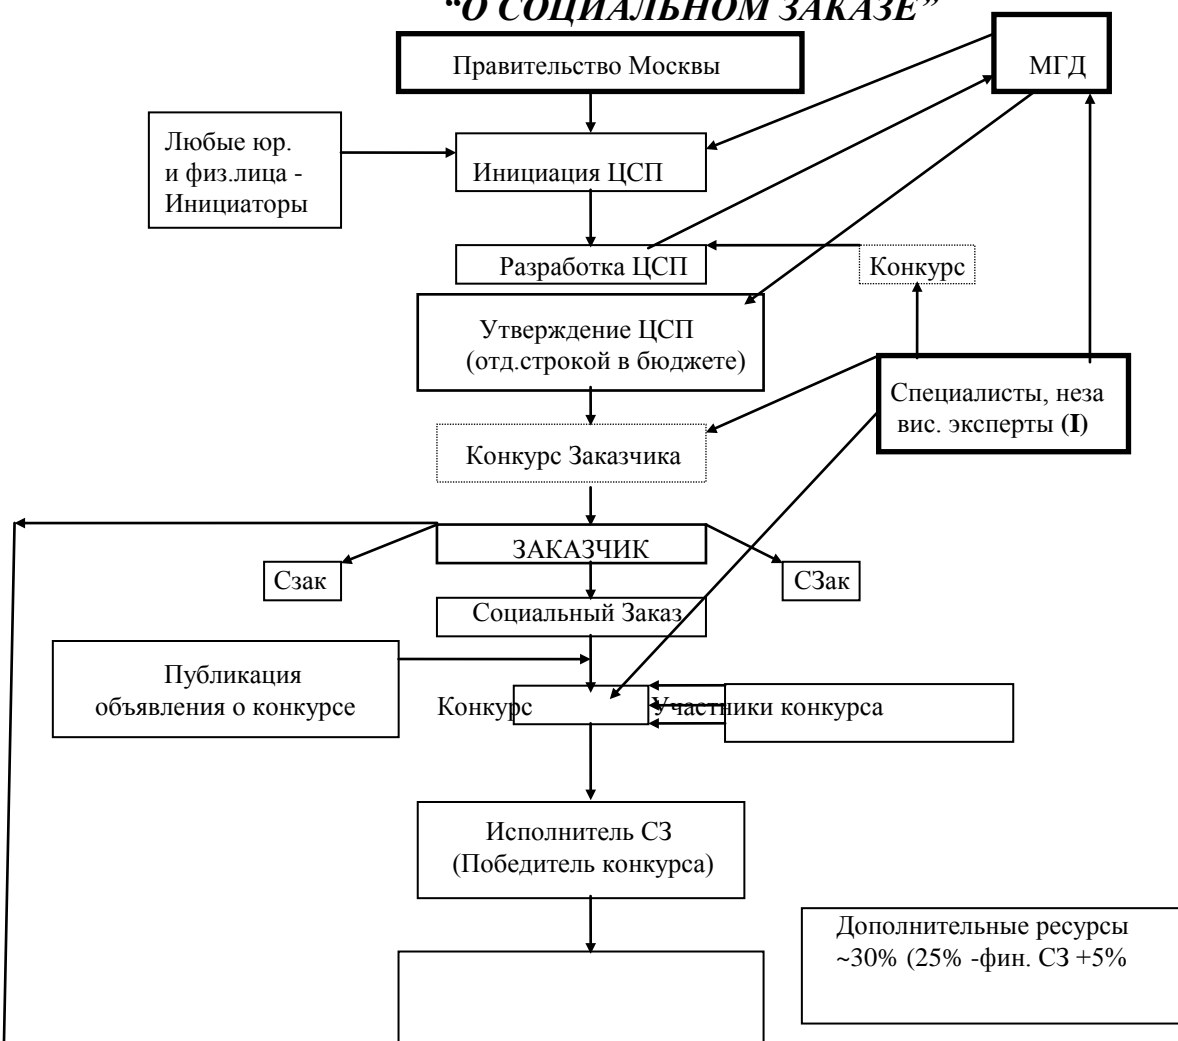 “О СОЦИАЛЬНОМ ЗАКАЗЕ”
Правительство Москвы
МГД
Любые юр.
и физ.лица -
Инициаторы
Инициация ЦСП
Разработка ЦСП
Конкурс
Утверждение ЦСП
(отд.строкой в бюджете)
Специалисты, неза
вис. эксперты (I)
Конкурс Заказчика
ЗАКАЗЧИК
Сзак
СЗак
Социальный Заказ
Публикация
объявления о конкурсе
Конкурс
Участники конкурса
Исполнитель СЗ
(Победитель конкурса)
Дополнительные ресурсы
~30% (25% -фин. СЗ +5%